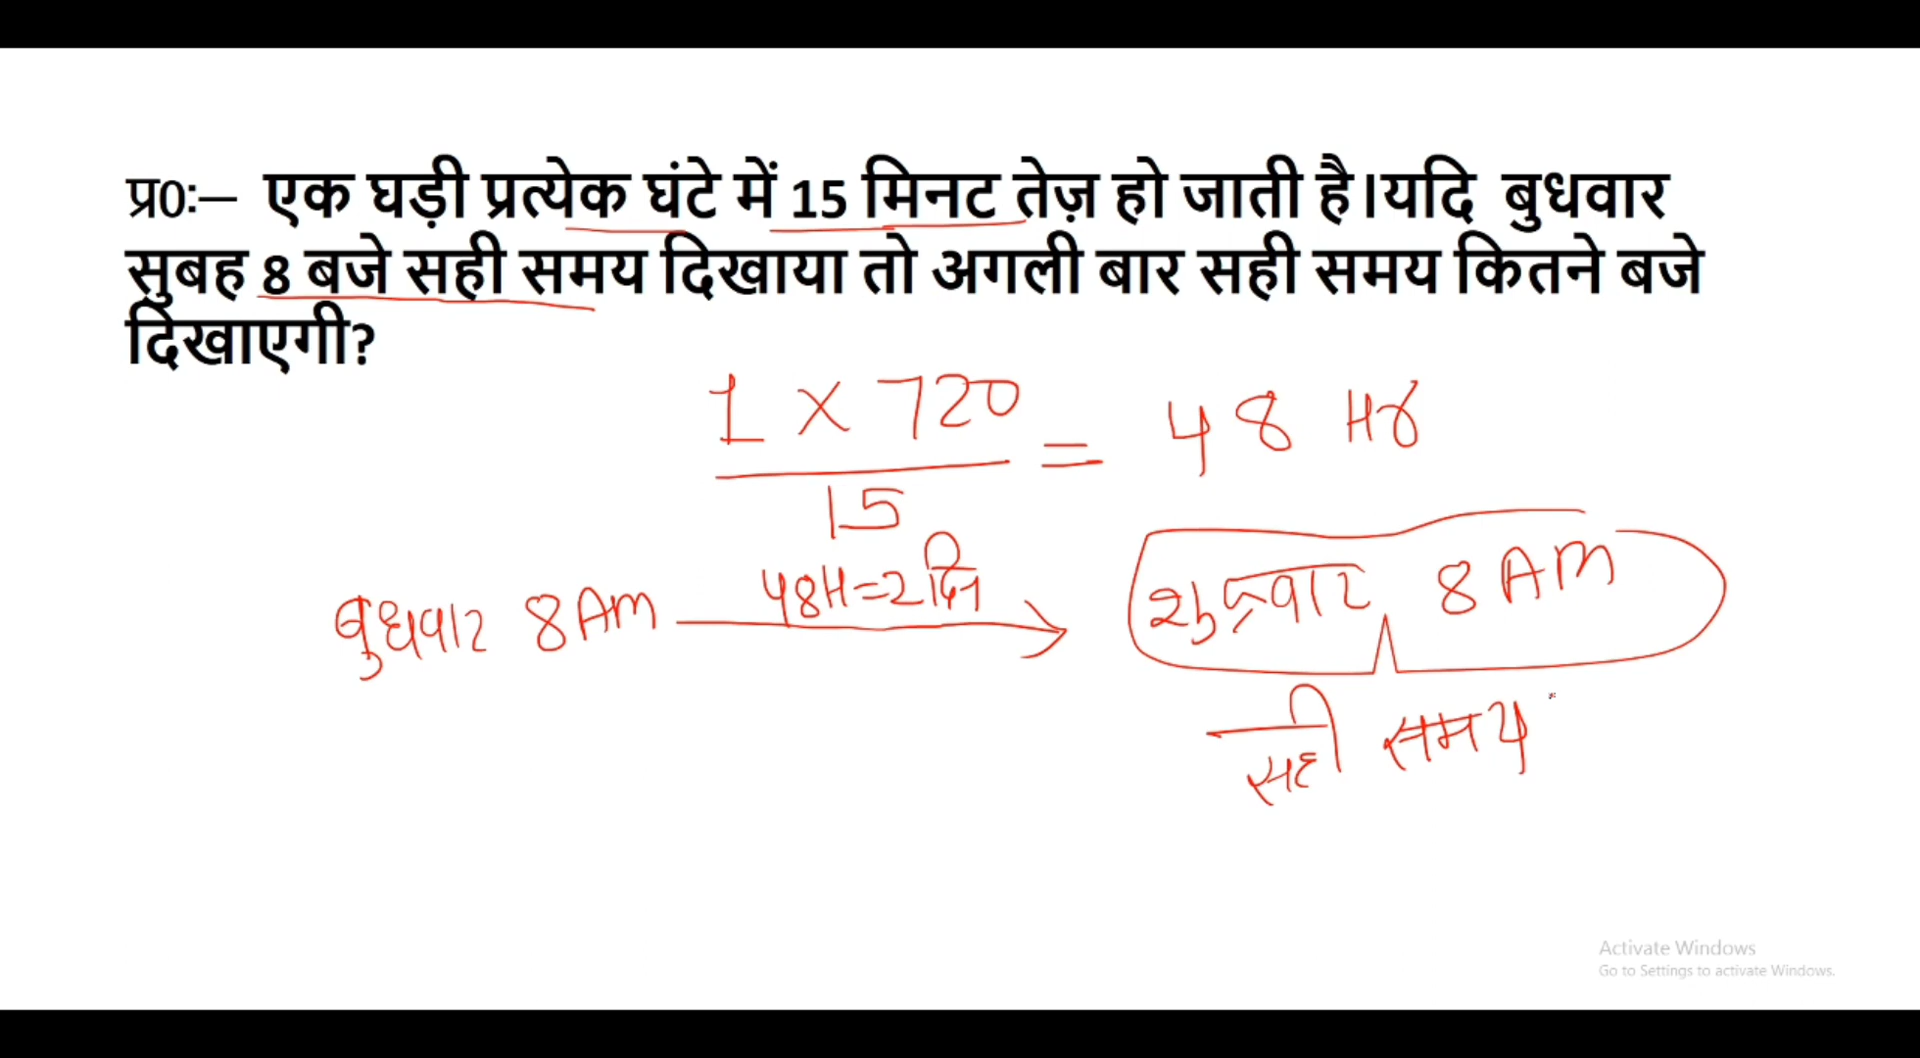 प्र0ः— एक घड़ी प्रत्येक घंटे में 15 मिनट तेज़ हो जाती है।यदि बुधवार
सुबह 8 बजे सही समय दिखाया तो अगली बार सही समय कितने बजे
दिखाएगी?
1 × 720
= 48 Hr
15
बुधवार 8 AM 48H=2 दिन शुक्रवार 8 AM
सही समय
Activate Windows
Go to Settings to activate Windows.